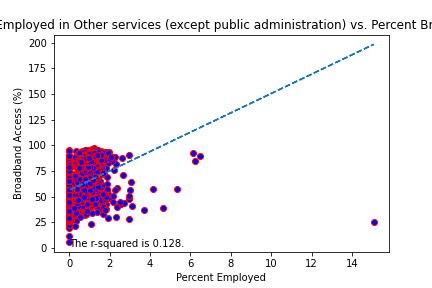 Employed in Other services (except public administration) vs. Percent Br
200
175
150
125
100
75
50
25
0
Broadband Access (%)
The r-squared is 0.128.
0 2 4 6 8 10 12 14
Percent Employed